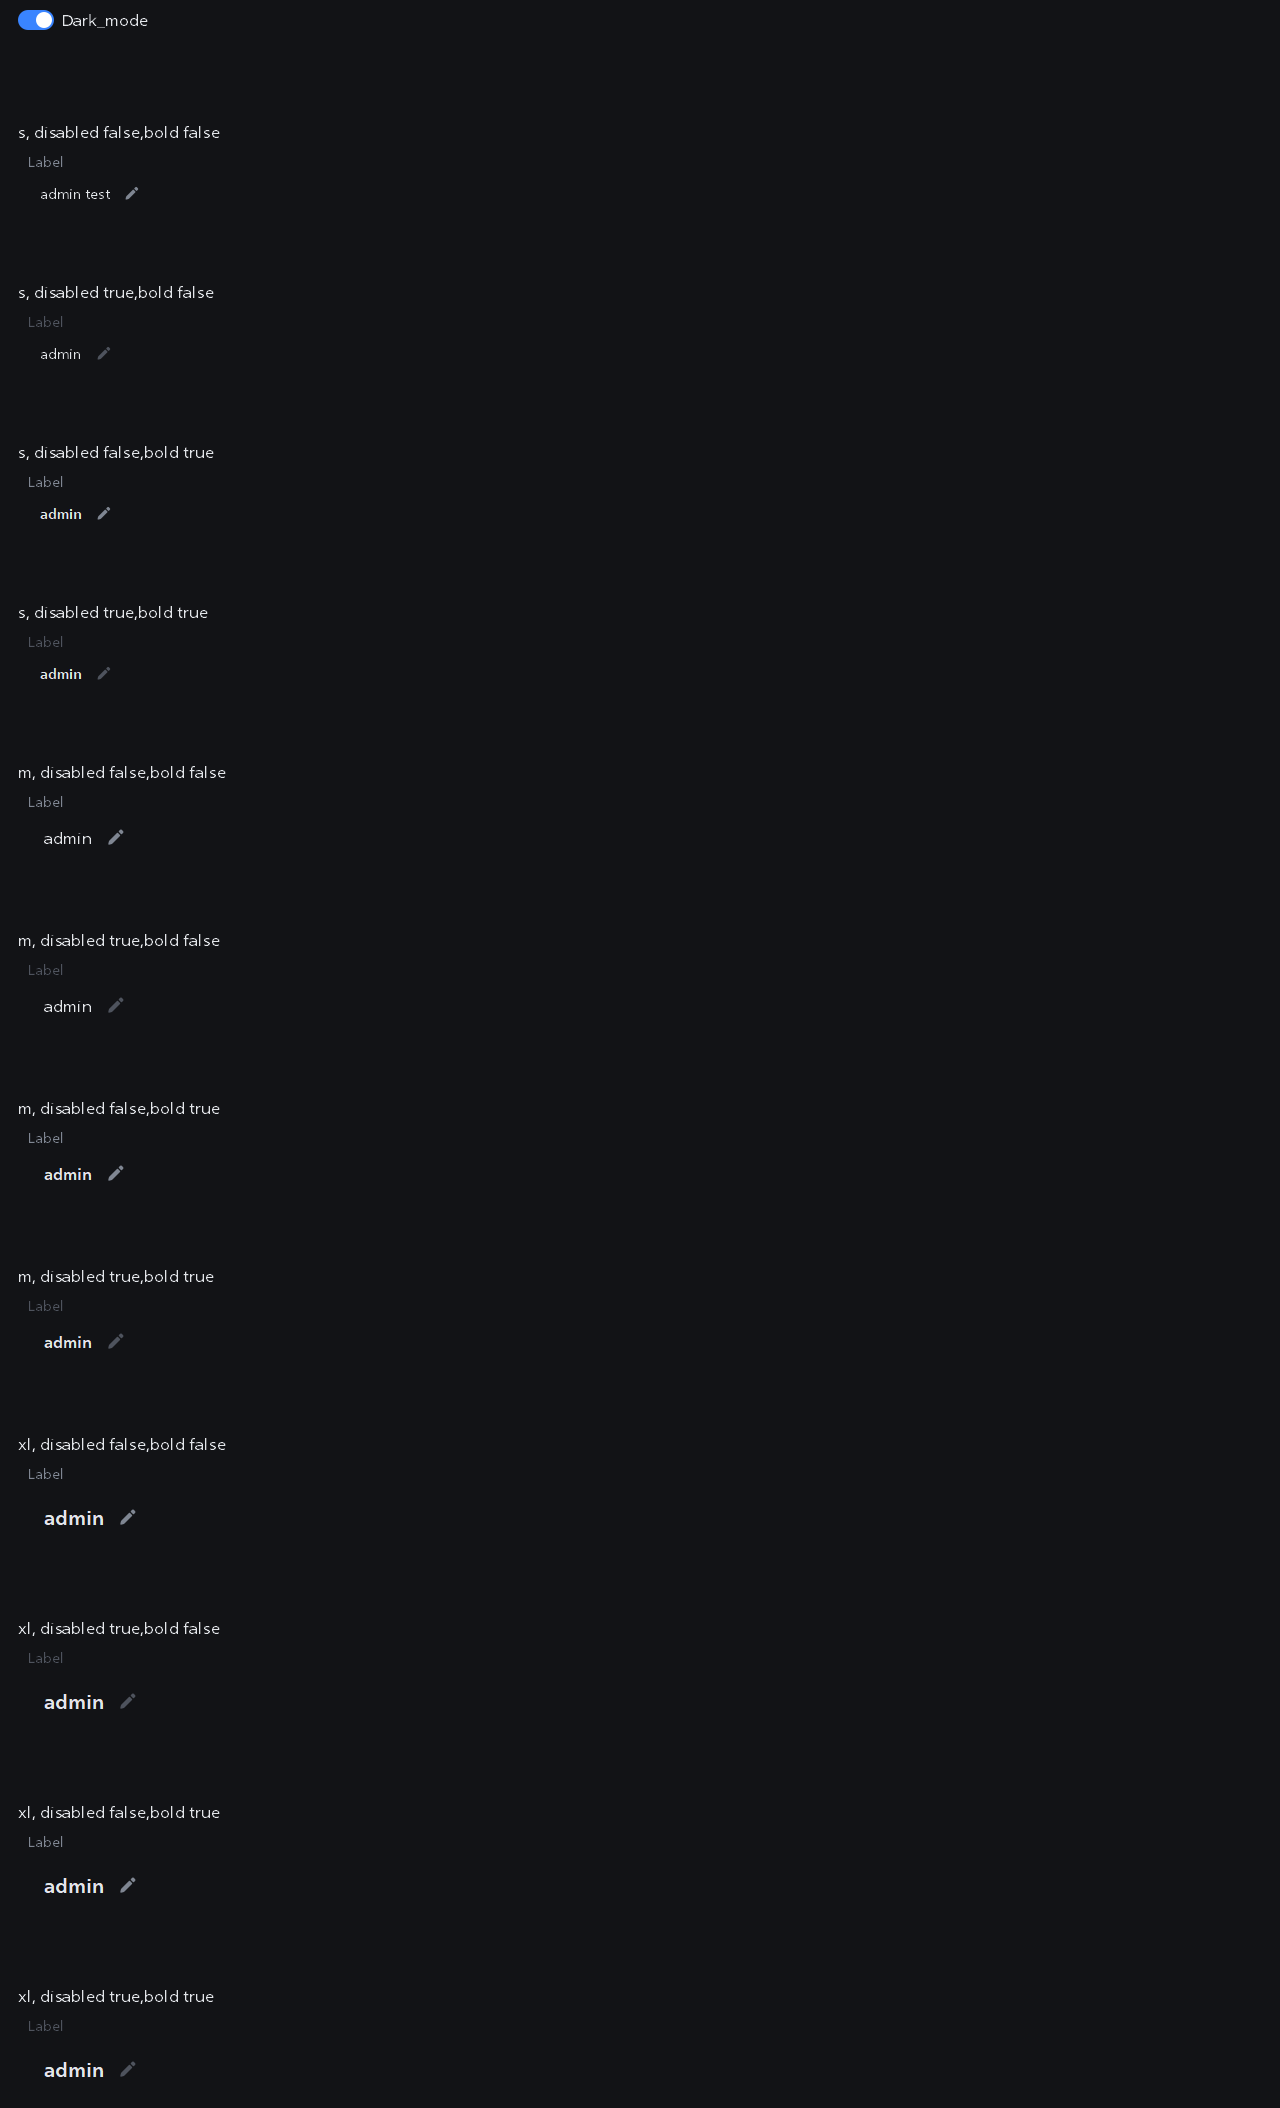 Dark_mode
s, disabled false,bold false
Label
admin test
s, disabled true,bold false
Label
admin
s, disabled false,bold true
Label
admin
s, disabled true,bold true
Label
admin
m, disabled false,bold false
Label
admin
m, disabled true,bold false
Label
admin
m, disabled false,bold true
Label
admin
m, disabled true,bold true
Label
admin
xl, disabled false,bold false
Label
admin
xl, disabled true,bold false
Label
admin
xl, disabled false,bold true
Label
admin
xl, disabled true,bold true
Label
admin